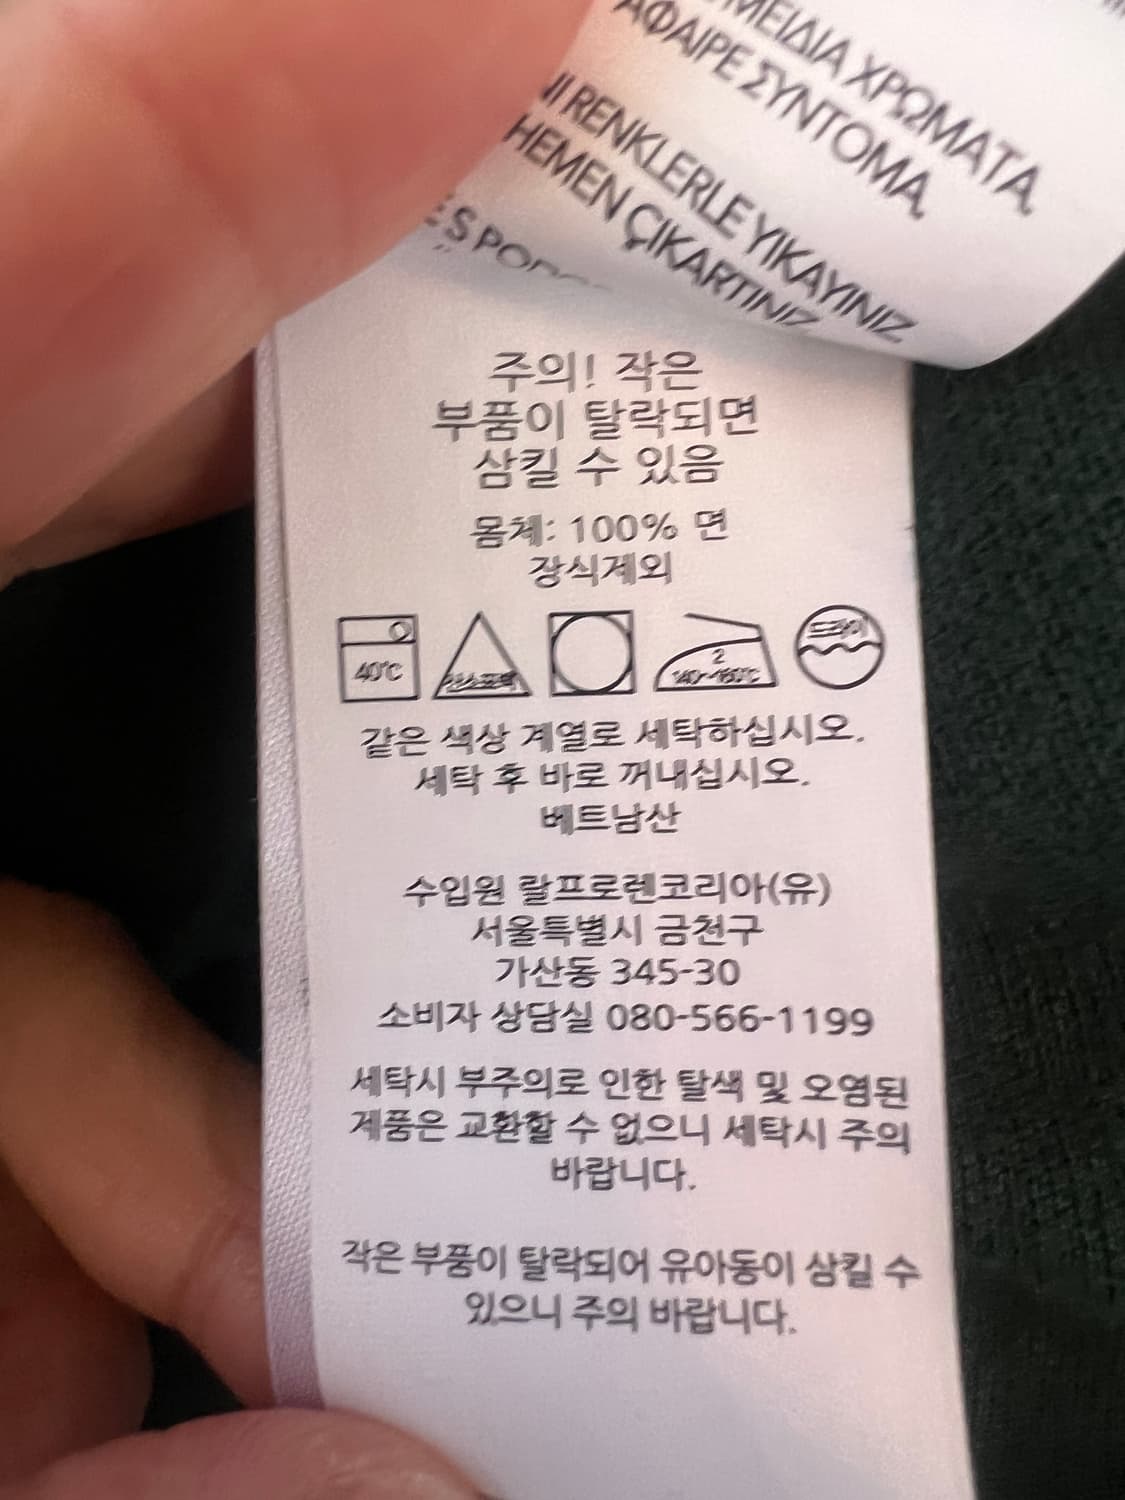 ΜΕΙΔΙΑ ΧΡΩΜΑΤΑ.
ΑΦΑΙΡΕ ΣΥΝΤΟΜΑ.
RENKLERLE YIKAYINIZ
HEMEN ÇIKARTINIZ
주의! 작은
부품이 탈락되면
삼킬 수 있음
몸체: 100% 면
장식제외
40℃
산소표백
2
140~160℃
드라이
같은 색상 계열로 세탁하십시오.
세탁 후 바로 꺼내십시오.
베트남산
수입원 랄프로렌코리아(유)
서울특별시 금천구
가산동 345-30
소비자 상담실 080-566-1199
세탁시 부주의로 인한 탈색 및 오염된
제품은 교환할 수 없으니 세탁시 주의
바랍니다.
작은 부품이 탈락되어 유아동이 삼킬 수
있으니 주의 바랍니다.